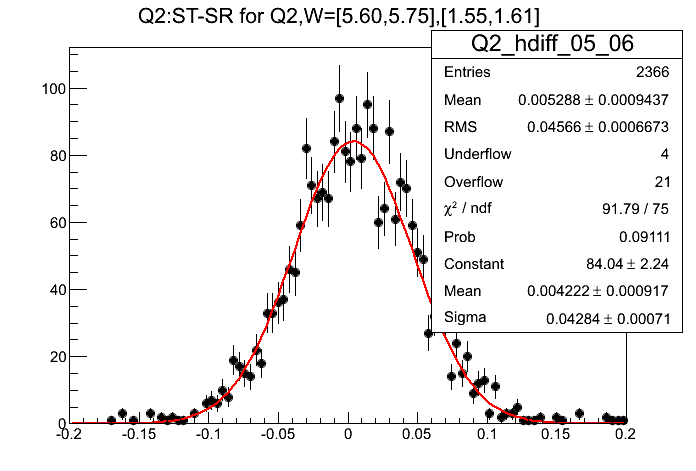 Q2:ST-SR for Q2,W=[5.60,5.75],[1.55,1.61]
Q2_hdiff_05_06
Entries 2366
Mean 0.005288 ± 0.0009437
RMS 0.04566 ± 0.0006673
Underflow 4
Overflow 21
χ² / ndf 91.79 / 75
Prob 0.09111
Constant 84.04 ± 2.24
Mean 0.004222 ± 0.000917
Sigma 0.04284 ± 0.00071
100
80
60
40
20
0
-0.2 -0.15 -0.1 -0.05 0 0.05 0.1 0.15 0.2